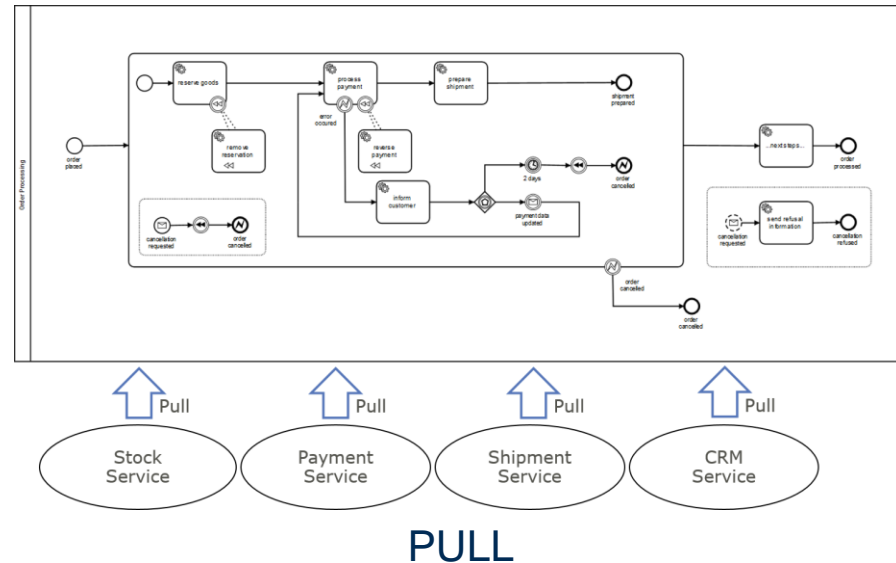 Order Processing
order
placed
reserve goods
remove
reservation
process
payment
error
occured
reverse
payment
prepare
shipment
shipment
prepared
inform
customer
2 days
order
cancelled
payment data
updated
cancellation
requested
order
cancelled
order
cancelled
order
cancelled
...next steps...
order
processed
cancellation
requested
send refusal
information
cancellation
refused
Pull
Pull
Pull
Pull
Stock
Service
Payment
Service
Shipment
Service
CRM
Service
PULL